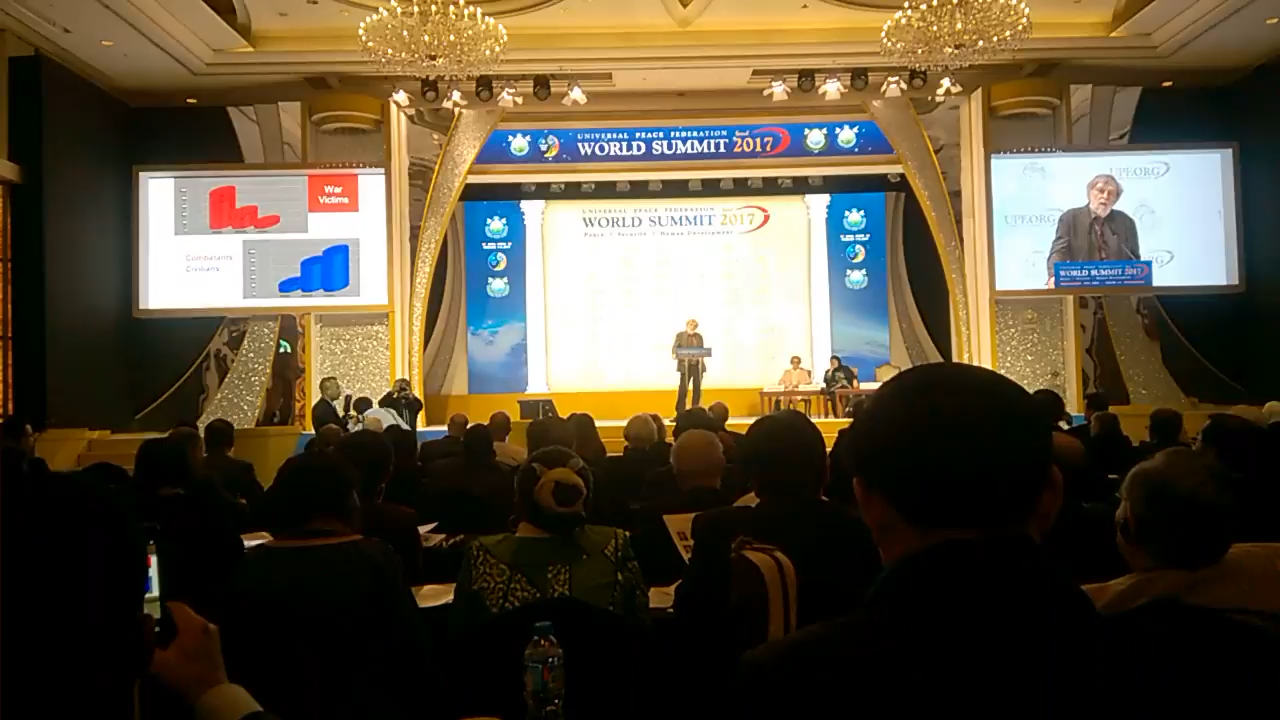 UNIVERSAL PEACE FEDERATION
WORLD SUMMIT 2017
UNIVERSAL PEACE FEDERATION
WORLD SUMMIT 2017
Peace | Security | Human Development
War
Victims
Combatants
Civilians
UPF.ORG
UPF.ORG
WORLD SUMMIT 2017